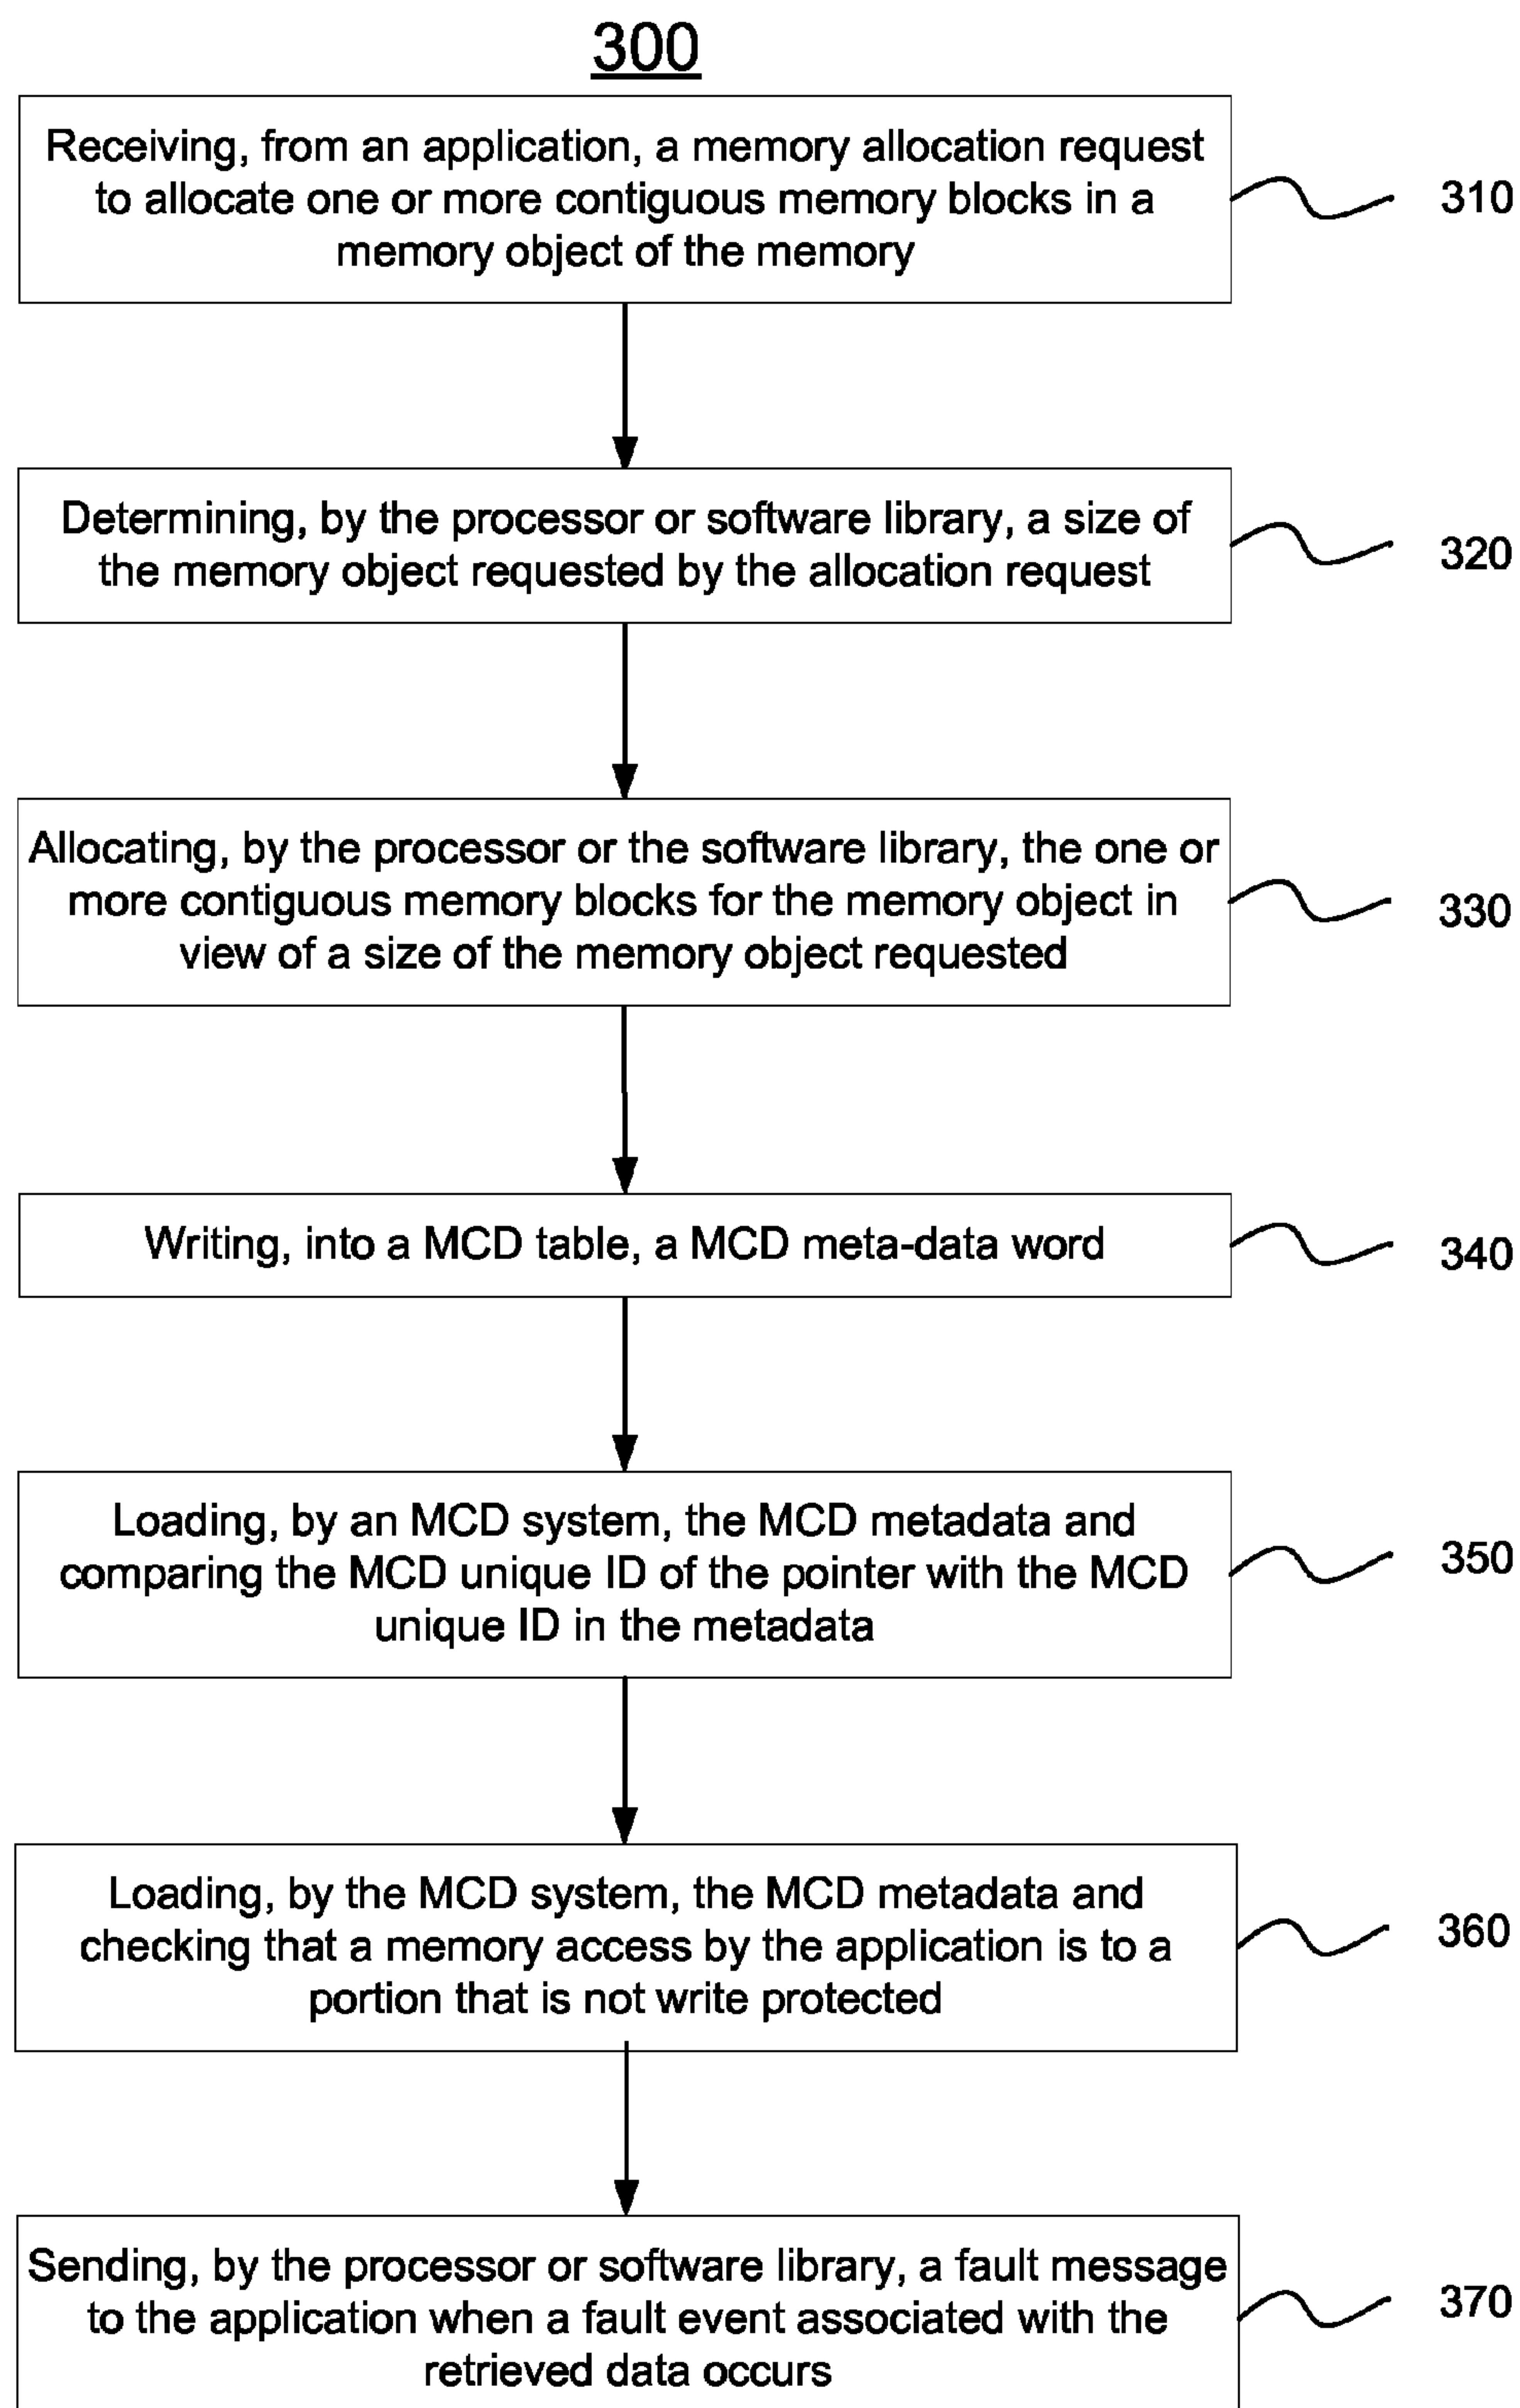 300
Receiving, from an application, a memory allocation request
to allocate one or more contiguous memory blocks in a
memory object of the memory
310
Determining, by the processor or software library, a size of
the memory object requested by the allocation request
320
Allocating, by the processor or the software library, the one or
more contiguous memory blocks for the memory object in
view of a size of the memory object requested
330
Writing, into a MCD table, a MCD meta-data word
340
Loading, by an MCD system, the MCD metadata and
comparing the MCD unique ID of the pointer with the MCD
unique ID in the metadata
350
Loading, by the MCD system, the MCD metadata and
checking that a memory access by the application is to a
portion that is not write protected
360
Sending, by the processor or software library, a fault message
to the application when a fault event associated with the
retrieved data occurs
370